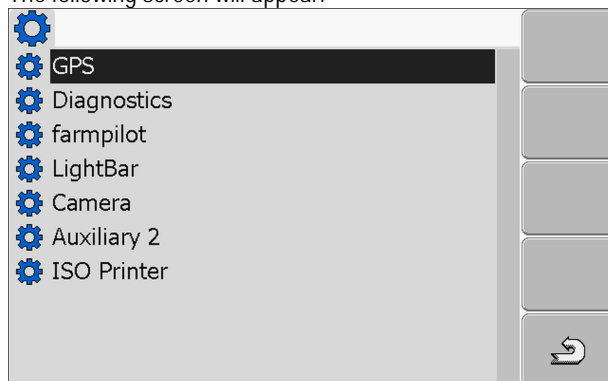 The following screen will appear:
GPS
Diagnostics
farmpilot
LightBar
Camera
Auxiliary 2
ISO Printer